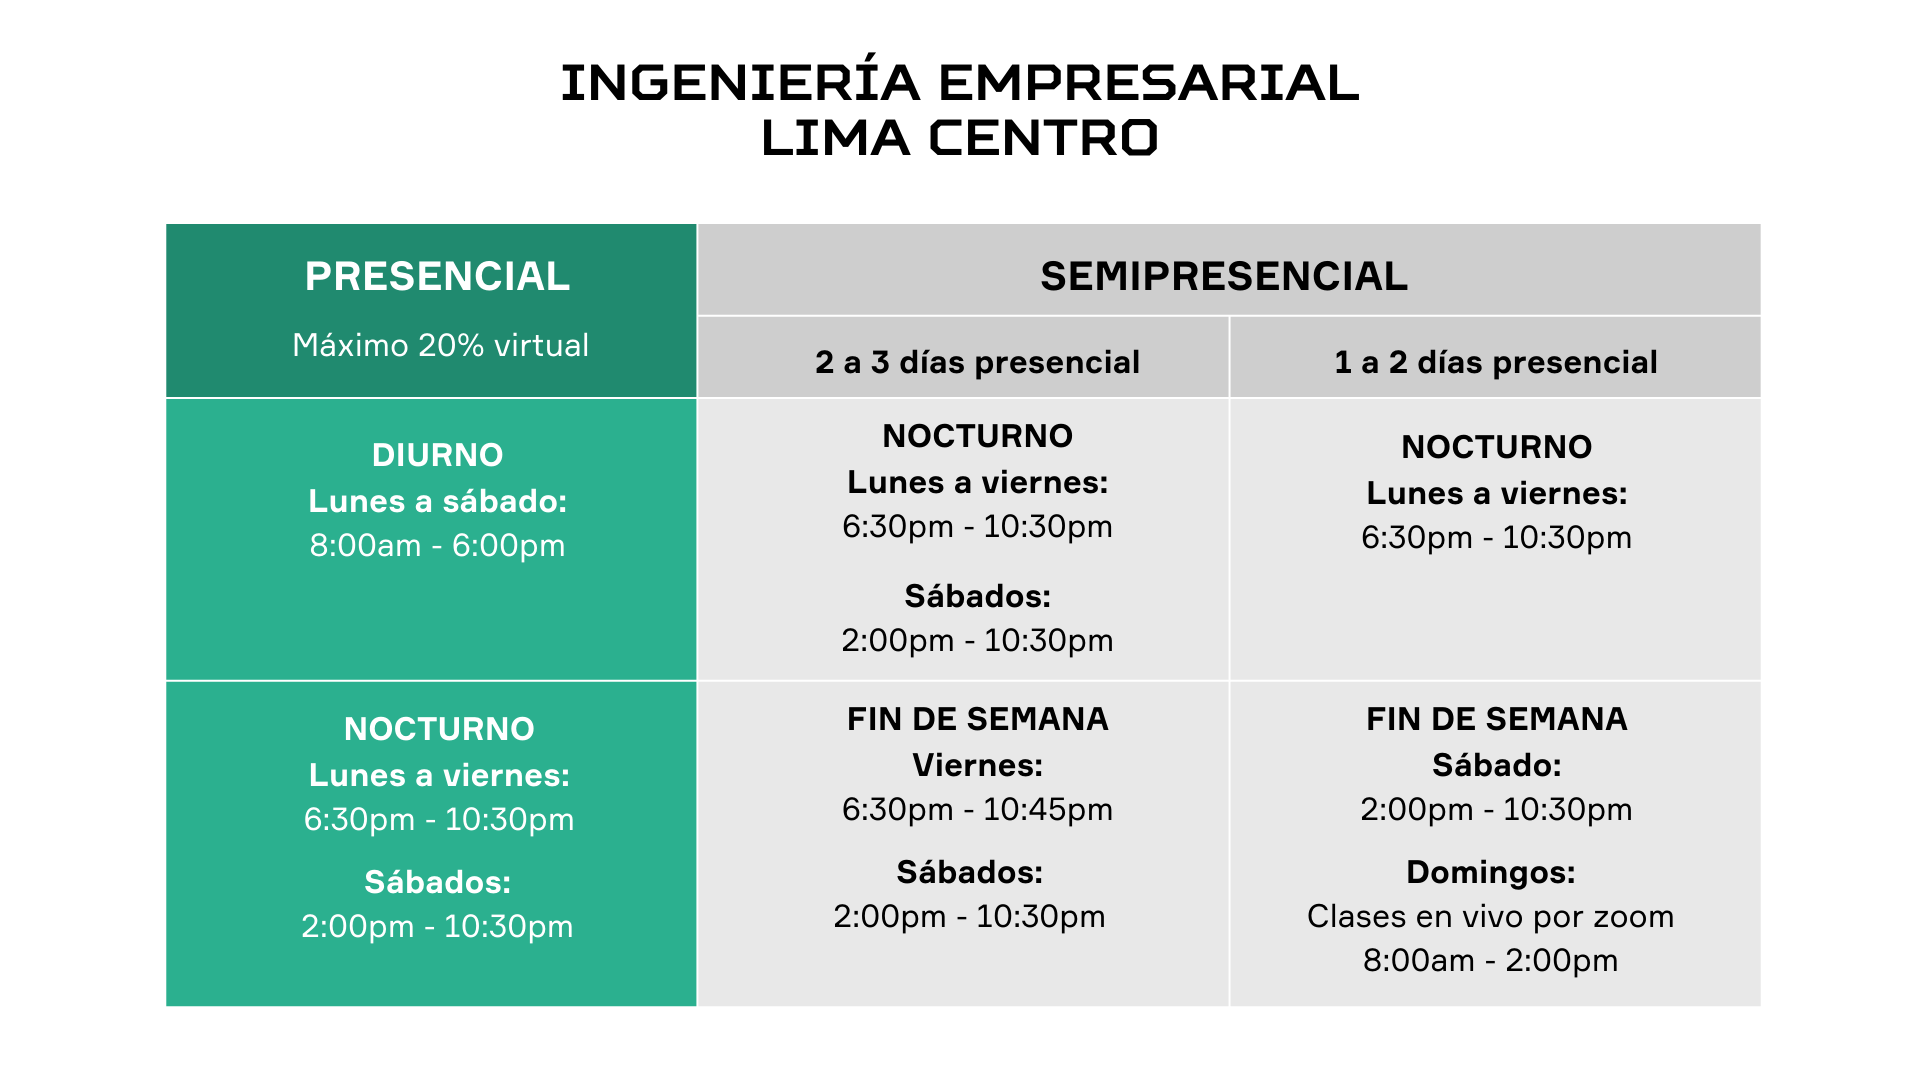 INGENIERÍA EMPRESARIAL
LIMA CENTRO
PRESENCIAL
Máximo 20% virtual
SEMIPRESENCIAL
2 a 3 días presencial
1 a 2 días presencial
DIURNO
Lunes a sábado:
8:00am - 6:00pm
NOCTURNO
Lunes a viernes:
6:30pm - 10:30pm
Sábados:
2:00pm - 10:30pm
NOCTURNO
Lunes a viernes:
6:30pm - 10:30pm
NOCTURNO
Lunes a viernes:
6:30pm - 10:30pm
Sábados:
2:00pm - 10:30pm
FIN DE SEMANA
Viernes:
6:30pm - 10:45pm
Sábados:
2:00pm - 10:30pm
FIN DE SEMANA
Sábado:
2:00pm - 10:30pm
Domingos:
Clases en vivo por zoom
8:00am - 2:00pm